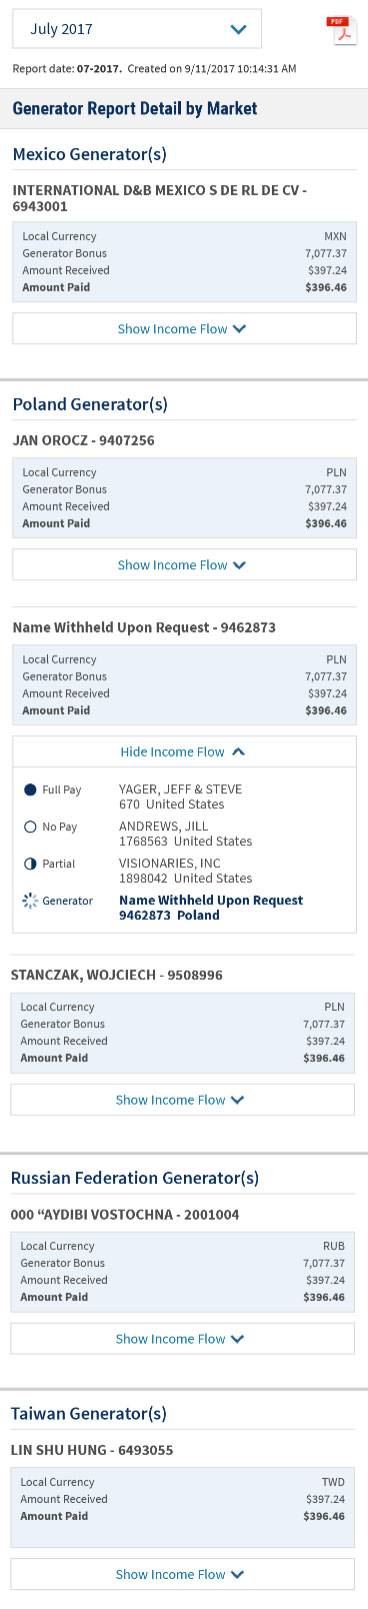 July 2017
PDF
Report date: 07-2017. Created on 9/11/2017 10:14:31 AM
Generator Report Detail by Market
Mexico Generator(s)
INTERNATIONAL D&B MEXICO S DE RL DE CV -
6943001
Local Currency MXN
Generator Bonus 7,077.37
Amount Received $397.24
Amount Paid $396.46
Show Income Flow
Poland Generator(s)
JAN OROCZ - 9407256
Local Currency PLN
Generator Bonus 7,077.37
Amount Received $397.24
Amount Paid $396.46
Show Income Flow
Name Withheld Upon Request - 9462873
Local Currency PLN
Generator Bonus 7,077.37
Amount Received $397.24
Amount Paid $396.46
Hide Income Flow
Full Pay YAGER, JEFF & STEVE
670 United States
No Pay ANDREWS, JILL
1768563 United States
Partial VISIONARIES, INC
1898042 United States
Generator Name Withheld Upon Request
9462873 Poland
STANCZAK, WOJCIECH - 9508996
Local Currency PLN
Generator Bonus 7,077.37
Amount Received $397.24
Amount Paid $396.46
Show Income Flow
Russian Federation Generator(s)
000 “AYDIBI VOSTOCHNA - 2001004
Local Currency RUB
Generator Bonus 7,077.37
Amount Received $397.24
Amount Paid $396.46
Show Income Flow
Taiwan Generator(s)
LIN SHU HUNG - 6493055
Local Currency TWD
Amount Received $397.24
Amount Paid $396.46
Show Income Flow